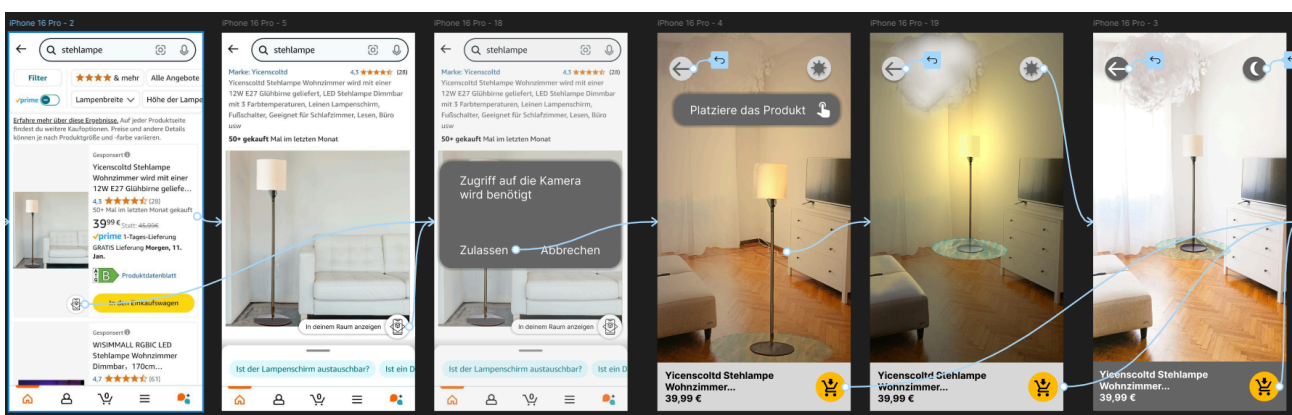 iPhone 16 Pro - 2
stehlampe
Filter
& mehr
Alle Angebote
prime
Lampenbreite
Höhe der Lampe
Erfahre mehr über diese Ergebnisse. Auf jeder Produktseite
findest du weitere Kaufoptionen. Preise und andere Details
können je nach Produktgröße und -farbe variieren.
Gesponsert
Yicenscoltd Stehlampe
Wohnzimmer wird mit einer
12W E27 Glühbirne geliefe...
4,3 (28)
50+ Mal im letzten Monat gekauft
3999 € Statt: 45,99€
prime 1-Tages-Lieferung
GRATIS Lieferung Morgen, 11.
Jan.
B Produktdatenblatt
In den Einkaufswagen
Gesponsert
WISIMMALL RGBIC LED
Stehlampe Wohnzimmer
Dimmbar, 170cm...
4,7 (61)
0
iPhone 16 Pro - 5
stehlampe
Marke: Yicenscoltd 4,3 (28)
Yicenscoltd Stehlampe Wohnzimmer wird mit einer
12W E27 Glühbirne geliefert, LED Stehlampe Dimmbar
mit 3 Farbtemperaturen, Leinen Lampenschirm,
Fußschalter, Geeignet für Schlafzimmer, Lesen, Büro
usw
50+ gekauft Mal im letzten Monat
In deinem Raum anzeigen
Ist der Lampenschirm austauschbar?
Ist ein D
0
iPhone 16 Pro - 18
stehlampe
Marke: Yicenscoltd 4,3 (28)
Yicenscoltd Stehlampe Wohnzimmer wird mit einer
12W E27 Glühbirne geliefert, LED Stehlampe Dimmbar
mit 3 Farbtemperaturen, Leinen Lampenschirm,
Fußschalter, Geeignet für Schlafzimmer, Lesen, Büro
usw
50+ gekauft Mal im letzten Monat
Zugriff auf die Kamera
wird benötigt
Zulassen
Abbrechen
In deinem Raum anzeigen
Ist der Lampenschirm austauschbar?
Ist ein D
0
iPhone 16 Pro - 4
Platziere das Produkt
Yicenscoltd Stehlampe
Wohnzimmer...
39,99 €
iPhone 16 Pro - 19
Yicenscoltd Stehlampe
Wohnzimmer...
39,99 €
iPhone 16 Pro - 3
Yicenscoltd Stehlampe
Wohnzimmer...
39,99 €